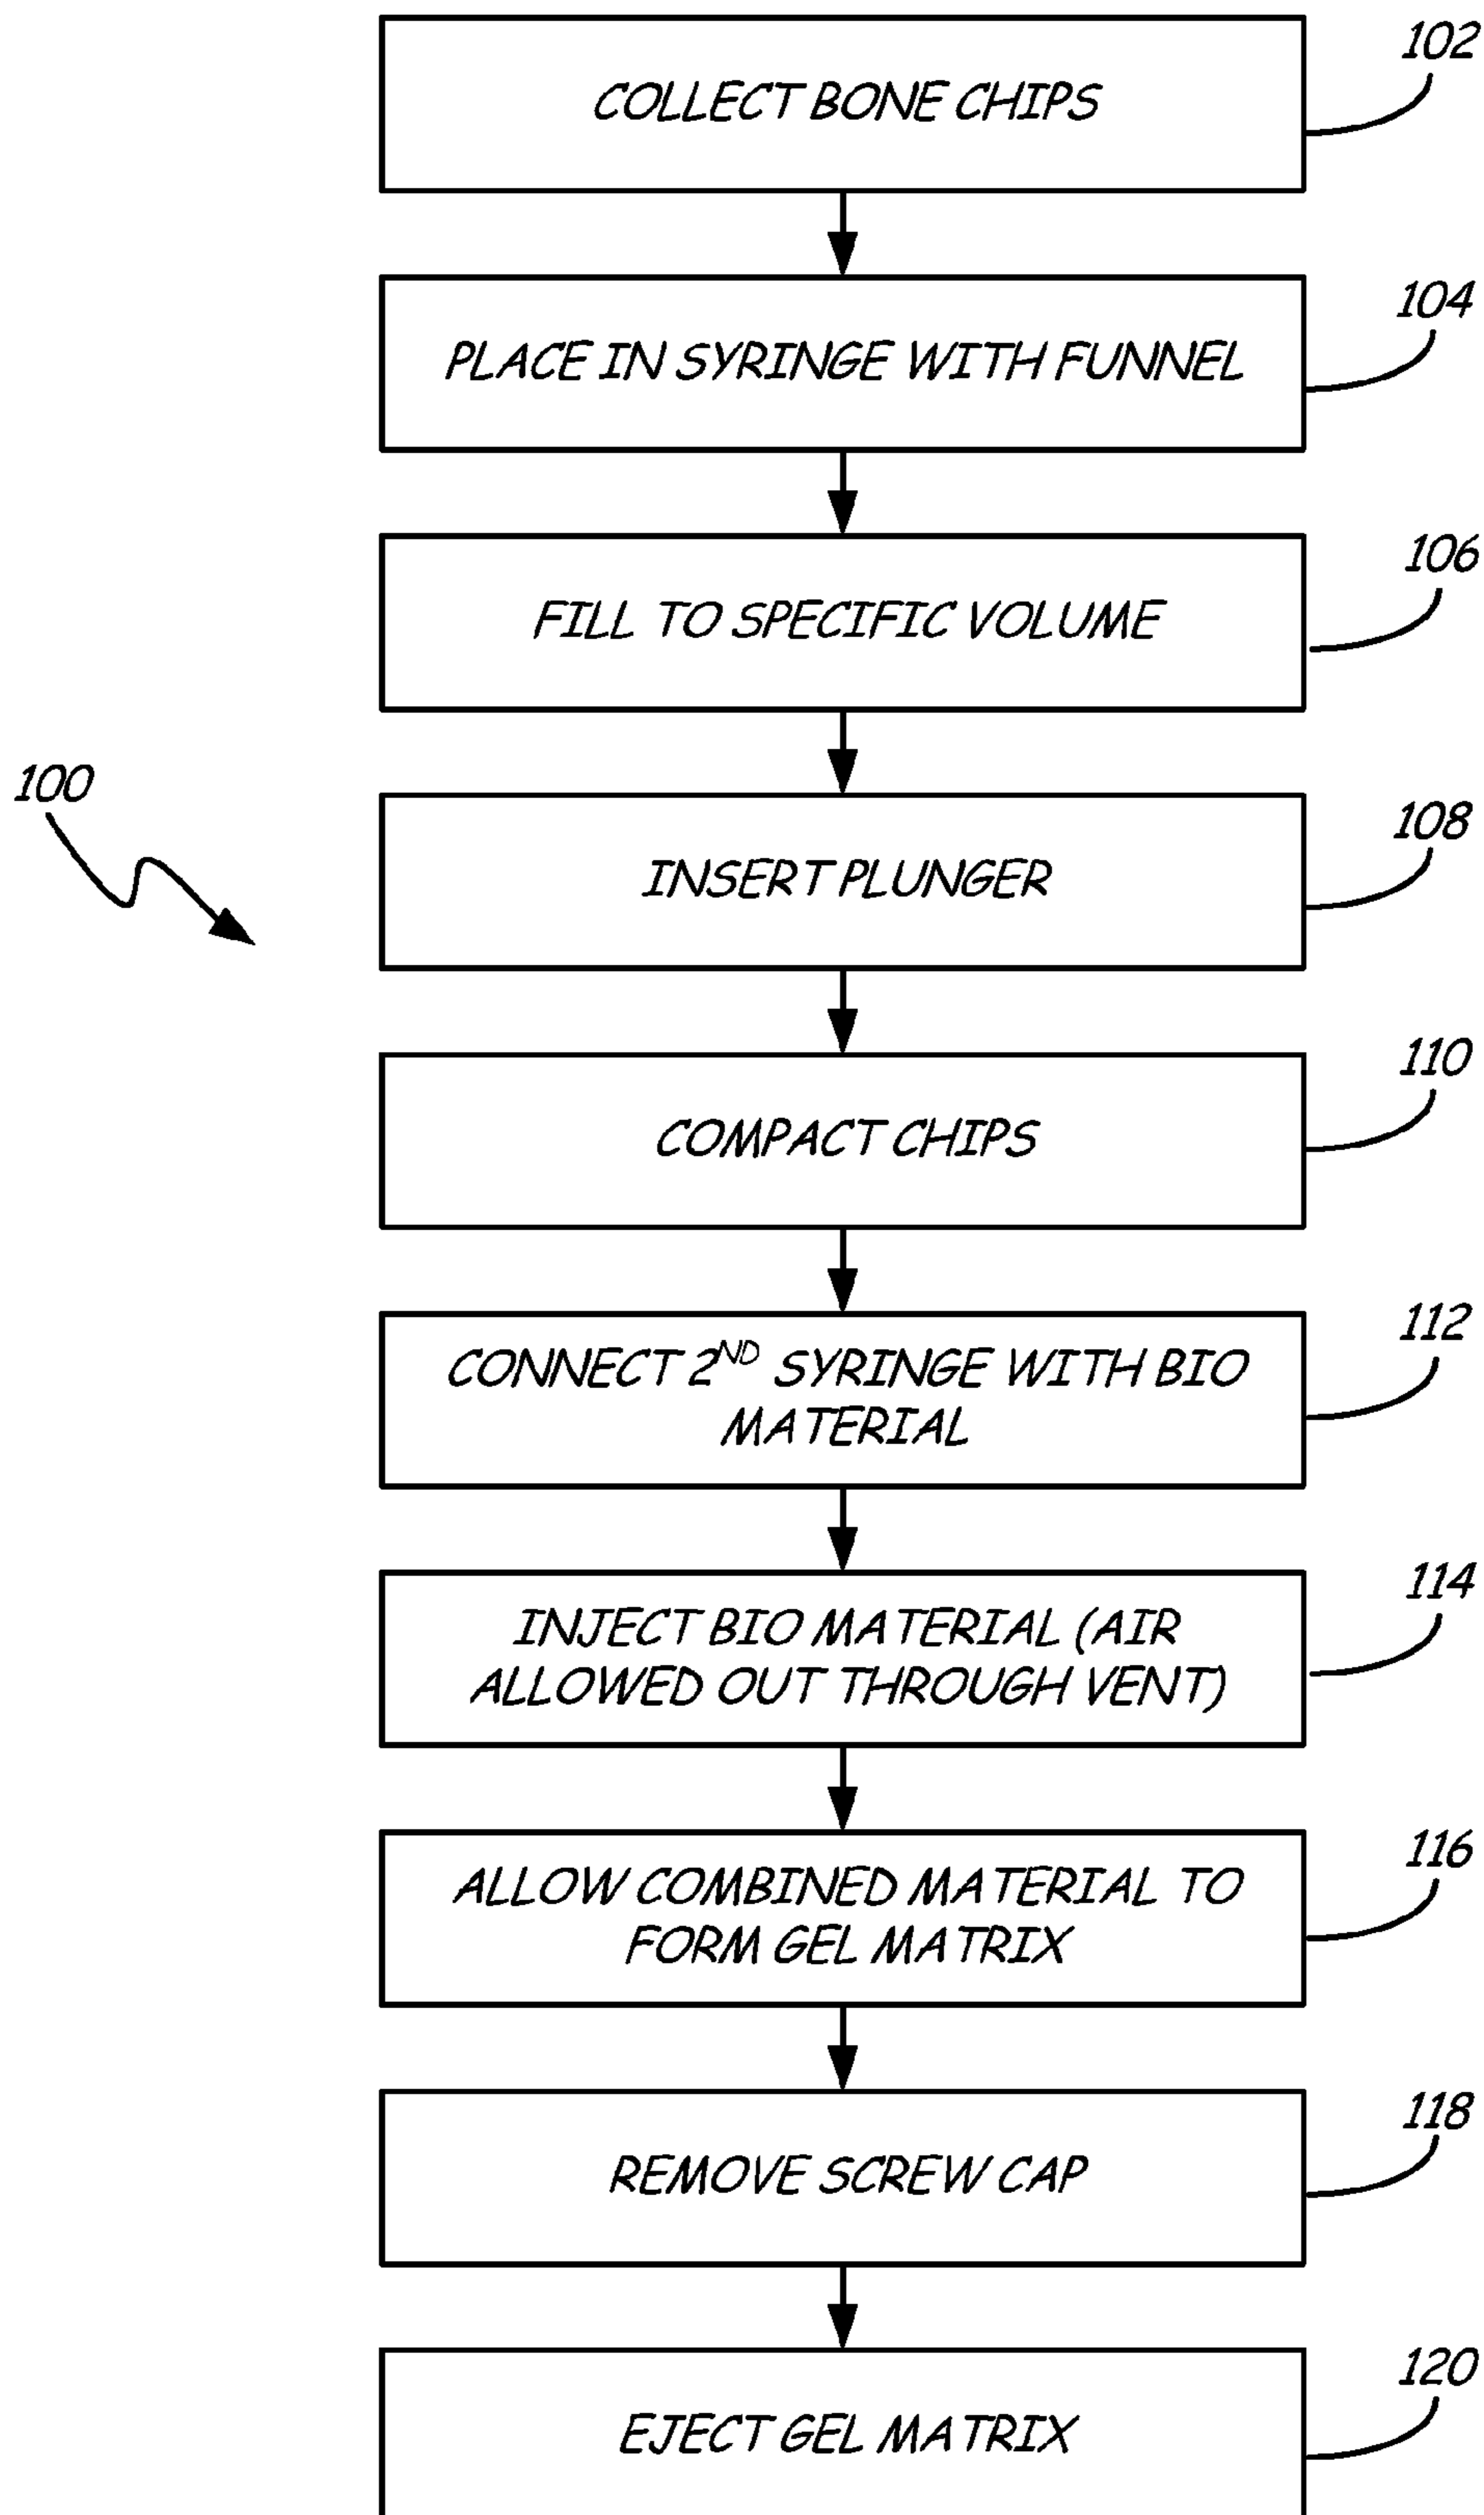 102
COLLECT BONE CHIPS
104
PLACE IN SYRINGE WITH FUNNEL
106
FILL TO SPECIFIC VOLUME
100
108
INSERT PLUNGER
110
COMPACT CHIPS
112
CONNECT 2ND SYRINGE WITH BIO
MATERIAL
114
INJECT BIO MATERIAL (AIR
ALLOWED OUT THROUGH VENT)
116
ALLOW COMBINED MATERIAL TO
FORM GEL MATRIX
118
REMOVE SCREW CAP
120
EJECT GEL MATRIX